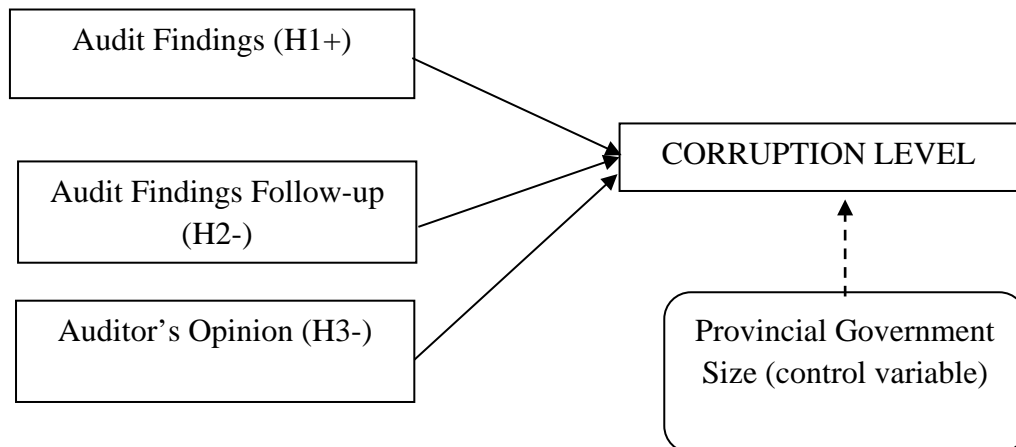 Audit Findings (H1+)
CORRUPTION LEVEL
Audit Findings Follow-up
(H2-)
Auditor’s Opinion (H3-)
Provincial Government
Size (control variable)